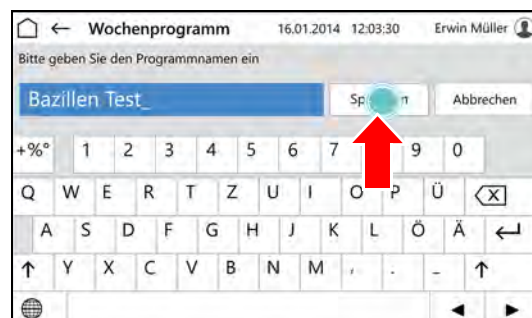 ← Wochenprogramm 16.01.2014 12:03:30 Erwin Müller
Bitte geben Sie den Programmnamen ein
Bazillen Test_ Abbrechen
+%° 1 2 3 4 5 6 7 9 0
Q W E R T Z U I O P Ü
A S D F G H J K L Ö Ä
Y X C V B N M , . -